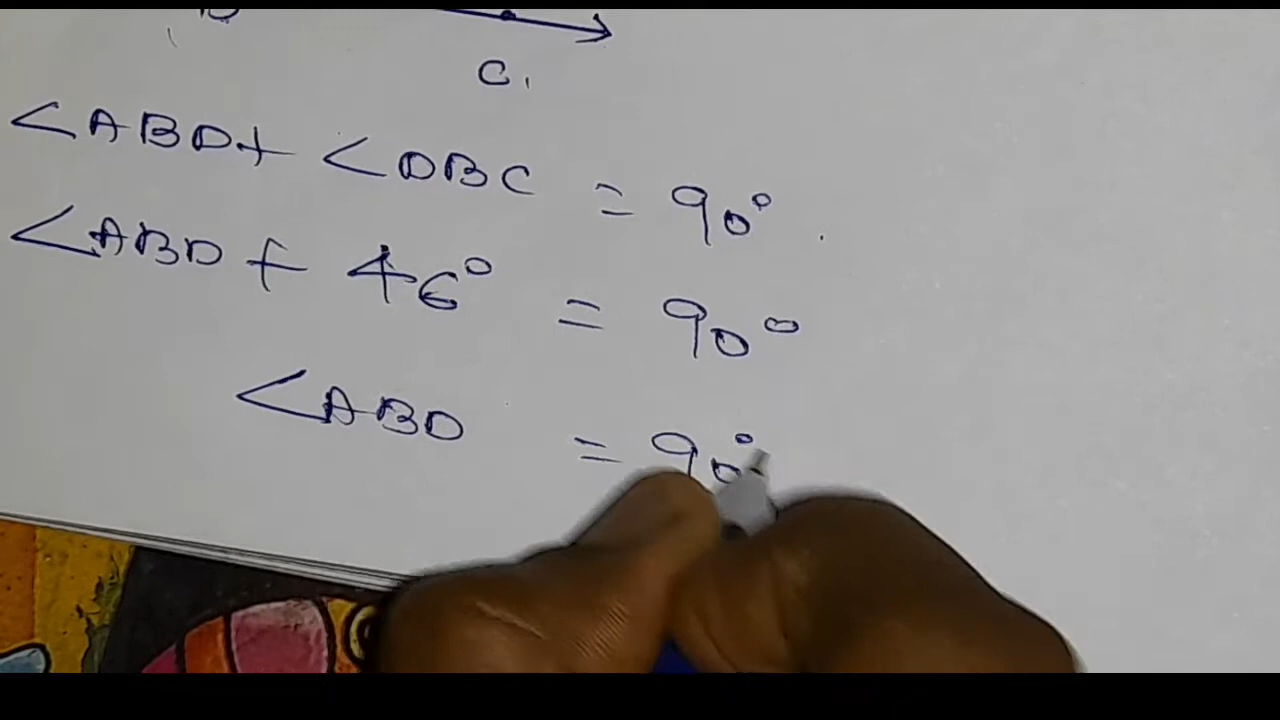 C.
∠ABD + ∠DBC = 90°
∠ABD + 46° = 90°
∠ABD = 90°